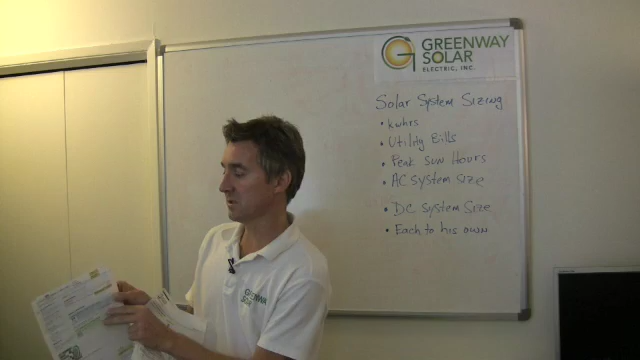 GREENWAY
SOLAR
ELECTRIC, INC.
Solar System Sizing
• kwhrs
• Utility Bills
• Peak Sun Hours
• AC System Size
• DC System Size
• Each to his own
GREENWAY
SOLAR